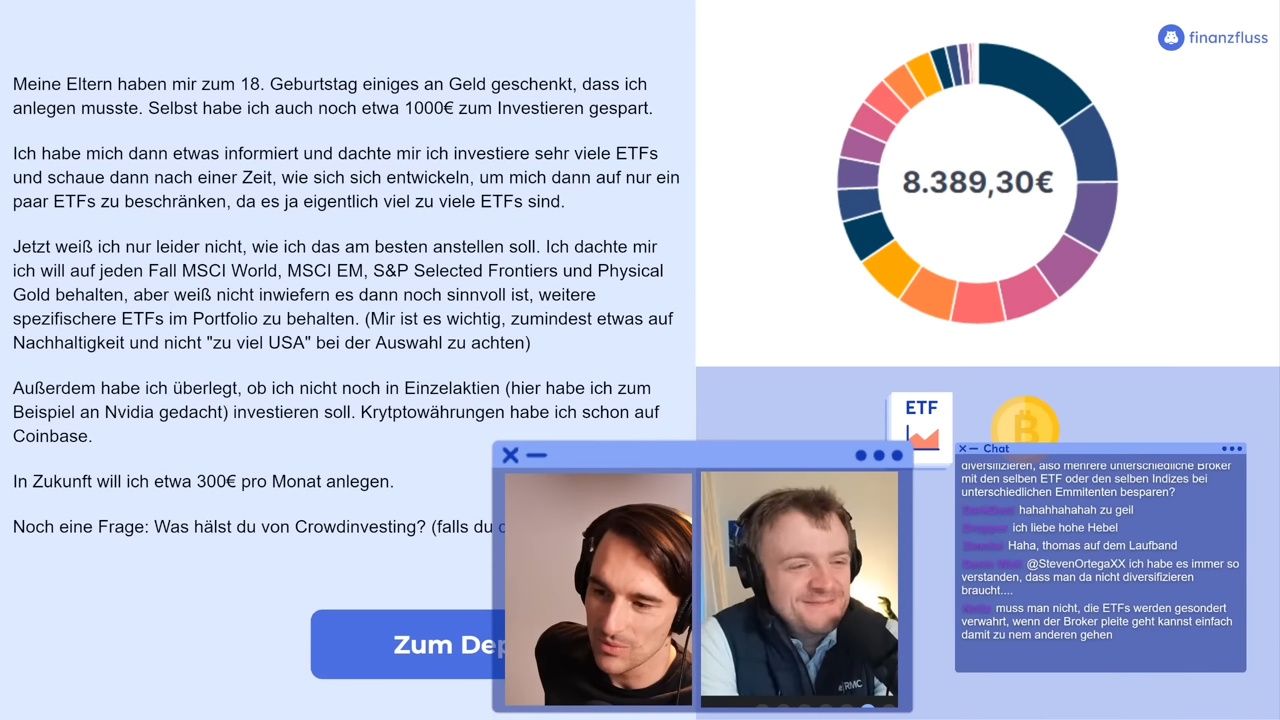 Meine Eltern haben mir zum 18. Geburtstag einiges an Geld geschenkt, dass ich
anlegen musste. Selbst habe ich auch noch etwa 1000€ zum Investieren gespart.
Ich habe mich dann etwas informiert und dachte mir ich investiere sehr viele ETFs
und schaue dann nach einer Zeit, wie sich sich entwickeln, um mich dann auf nur ein
paar ETFs zu beschränken, da es ja eigentlich viel zu viele ETFs sind.
Jetzt weiß ich nur leider nicht, wie ich das am besten anstellen soll. Ich dachte mir
ich will auf jeden Fall MSCI World, MSCI EM, S&P Selected Frontiers und Physical
Gold behalten, aber weiß nicht inwiefern es dann noch sinnvoll ist, weitere
spezifischere ETFs im Portfolio zu behalten. (Mir ist es wichtig, zumindest etwas auf
Nachhaltigkeit und nicht "zu viel USA" bei der Auswahl zu achten)
Außerdem habe ich überlegt, ob ich nicht noch in Einzelaktien (hier habe ich zum
Beispiel an Nvidia gedacht) investieren soll. Krytptowährungen habe ich schon auf
Coinbase.
In Zukunft will ich etwa 300€ pro Monat anlegen.
Noch eine Frage: Was hälst du von Crowdinvesting? (falls du
Zum Dep
finanzfluss
8.389,30€
ETF
Chat
diversifizieren, also mehrere unterschiedliche Broker
mit den selben ETF oder den selben Indizes bei
unterschiedlichen Emmitenten besparen?
hahahhahahah zu geil
ich liebe hohe Hebel
Haha, thomas auf dem Laufband
@StevenOrtegaXX ich habe es immer so
verstanden, dass man da nicht diversifizieren
braucht....
muss man nicht, die ETFs werden gesondert
verwahrt, wenn der Broker pleite geht kannst einfach
damit zu nem anderen gehen
RMC